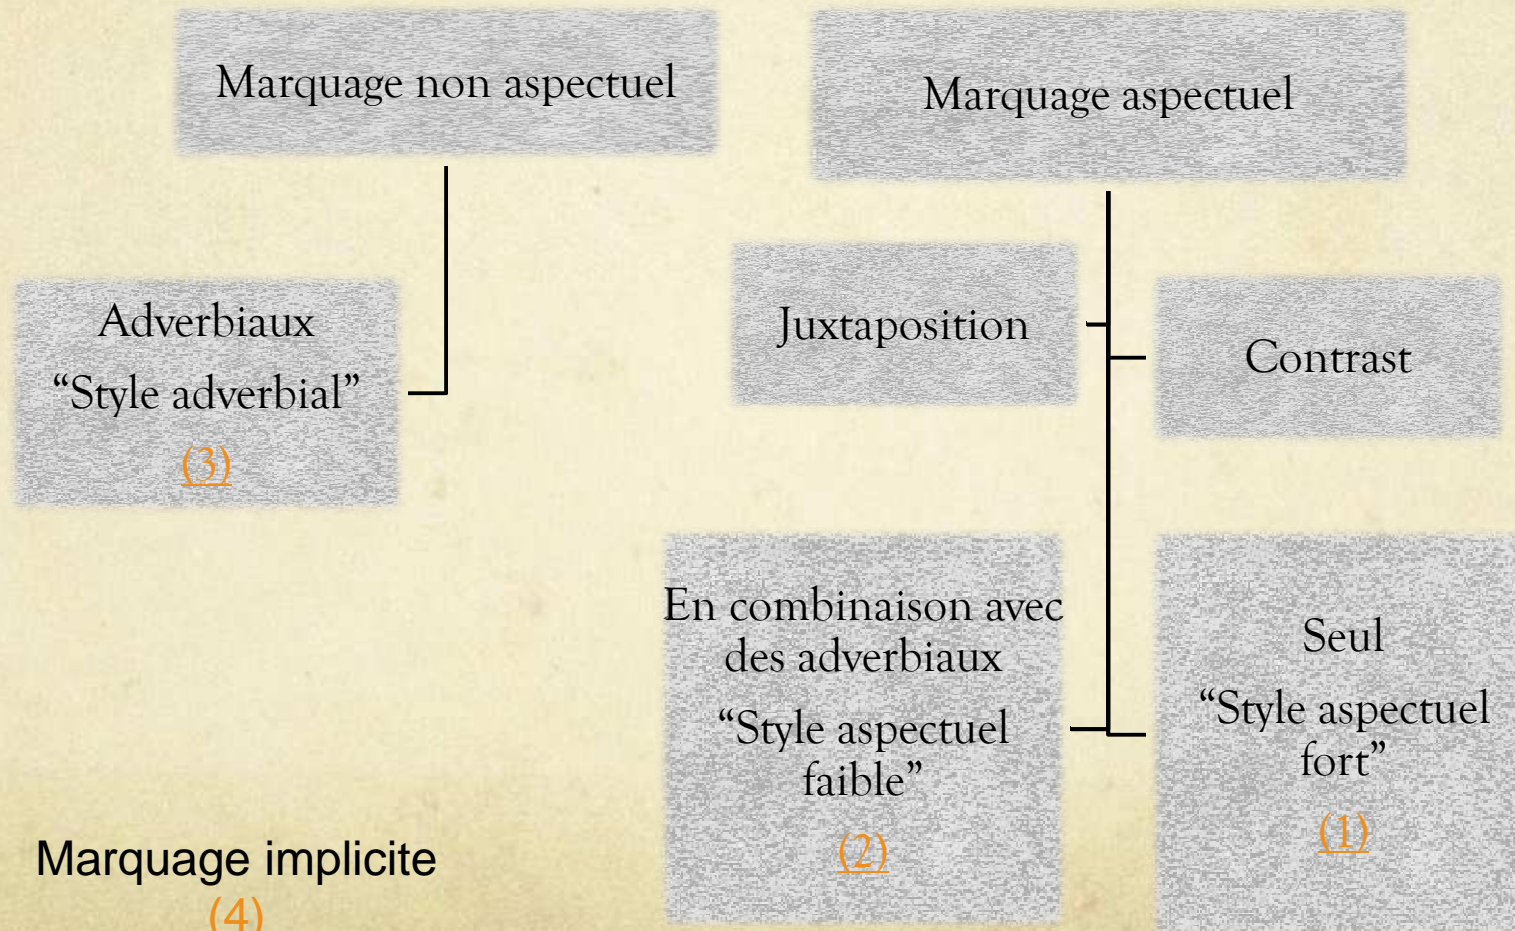 Marquage non aspectuel
Marquage aspectuel
Adverbiaux
“Style adverbial”
(3)
Juxtaposition
Contrast
En combinaison avec
des adverbiaux
“Style aspectuel
faible”
(2)
Seul
“Style aspectuel
fort”
(1)
Marquage implicite
(4)